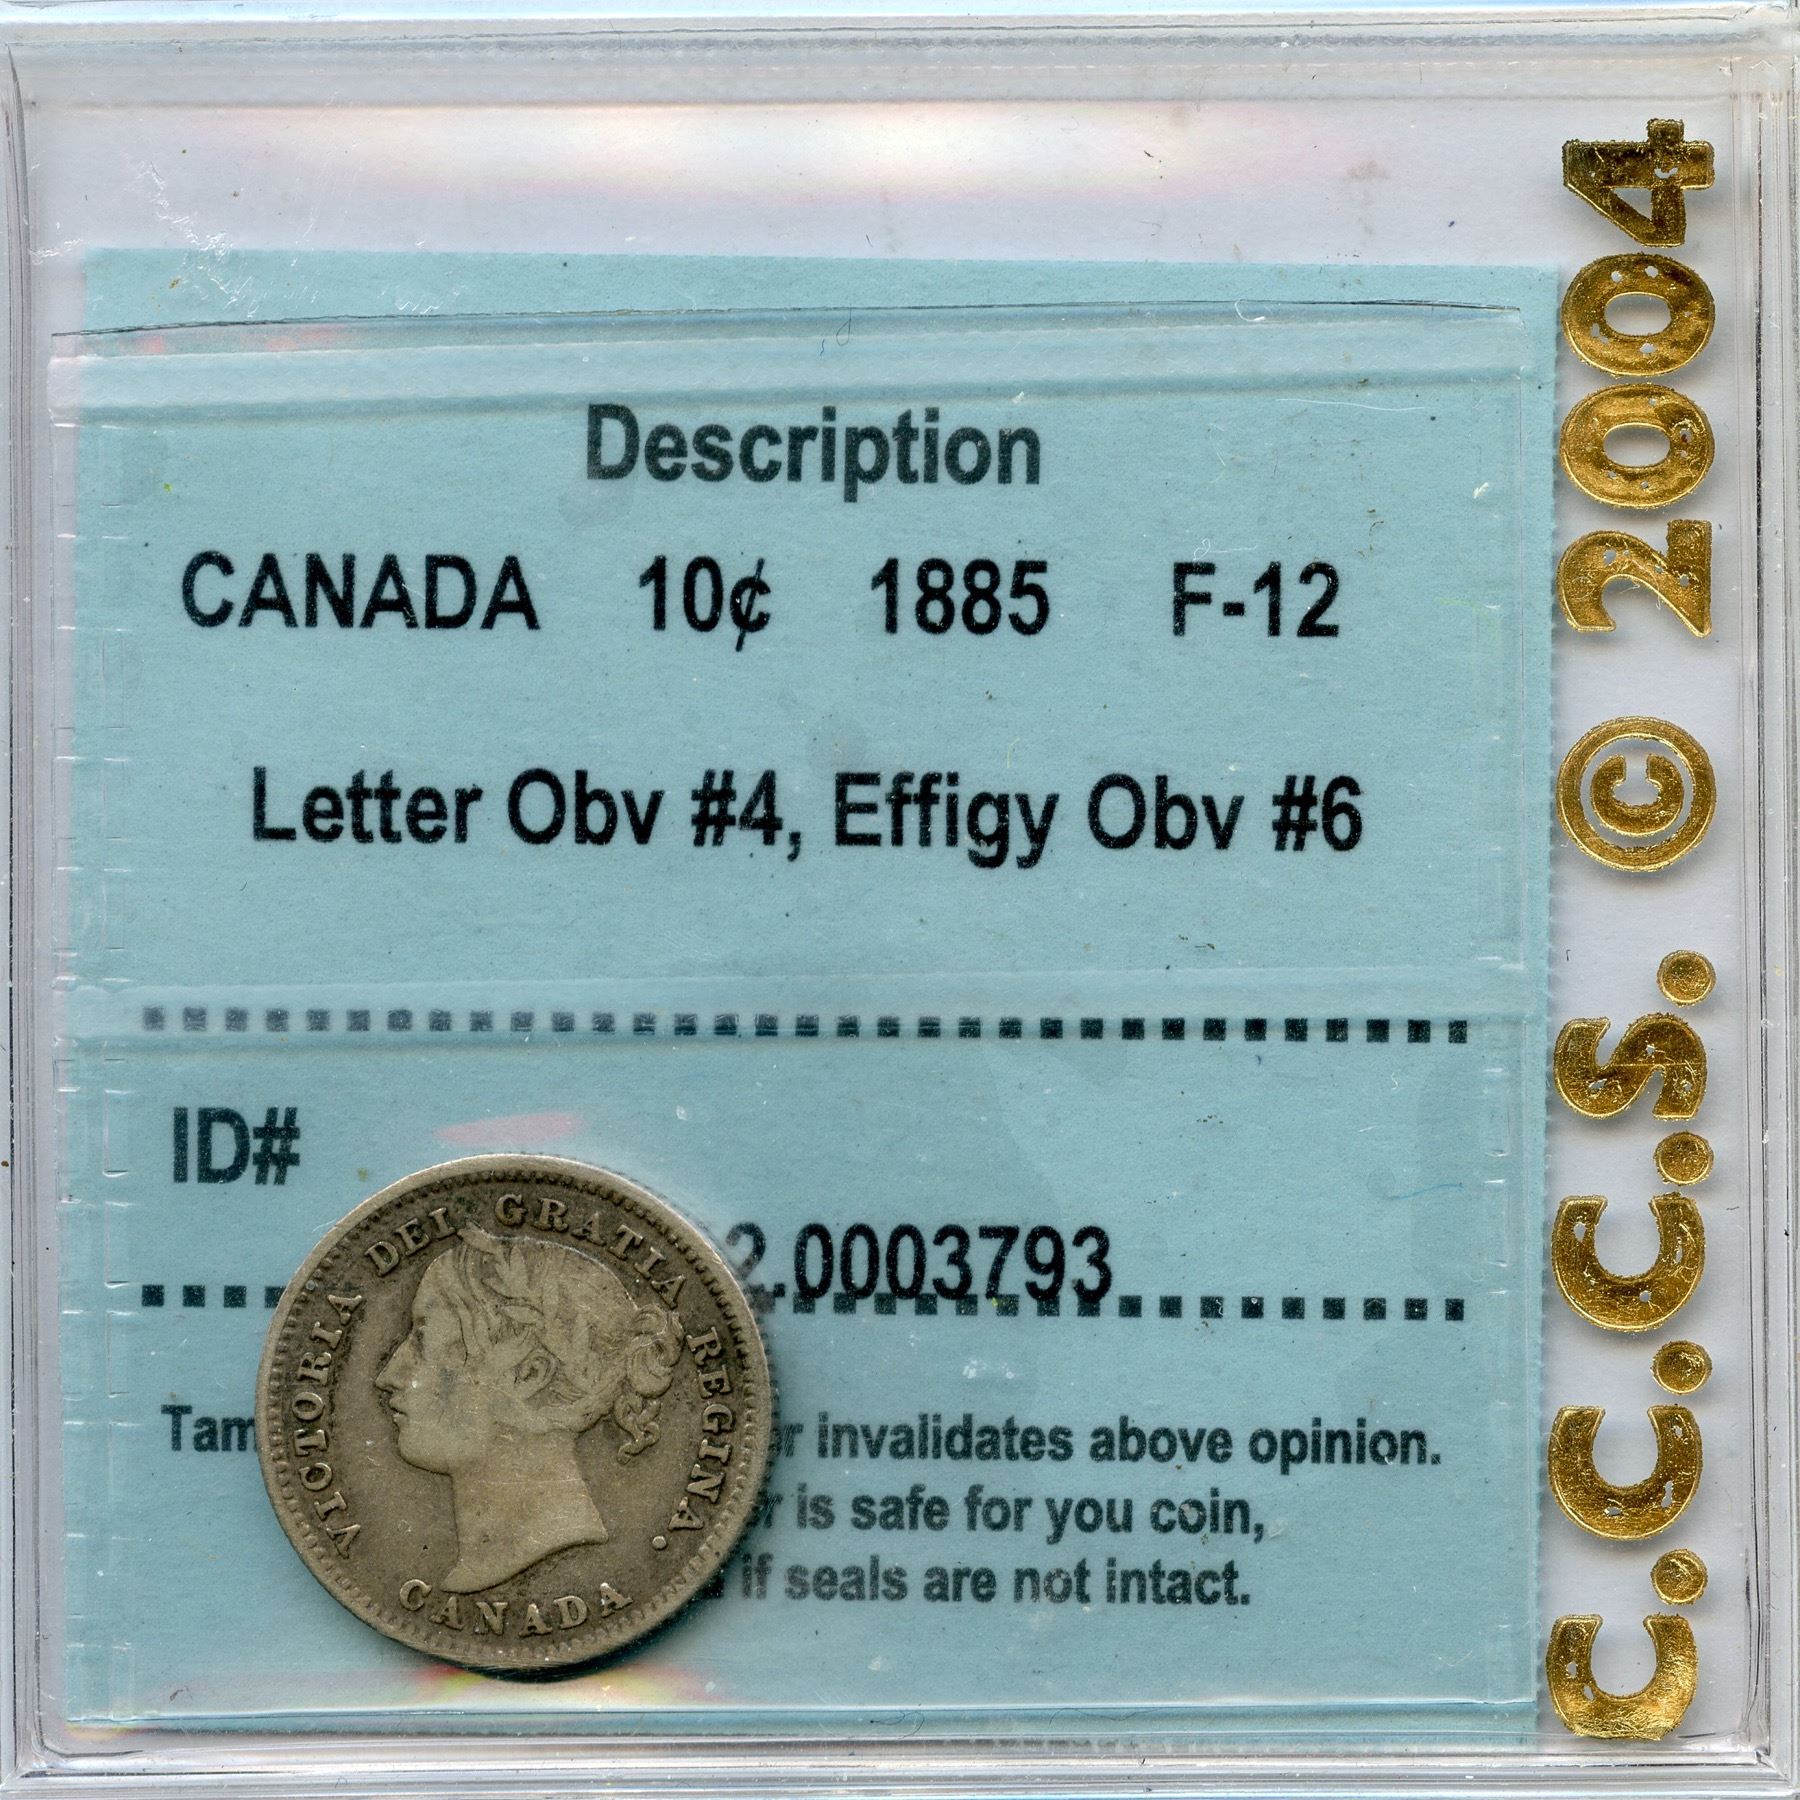 Description
CANADA 10¢ 1885 F-12
Letter Obv #4, Effigy Obv #6
ID#
2.0003793
invalidates above opinion.
is safe for you coin,
if seals are not intact.
VICTORIA DEI GRATIA REGINA.
CANADA
C.C.C.S. © 2004